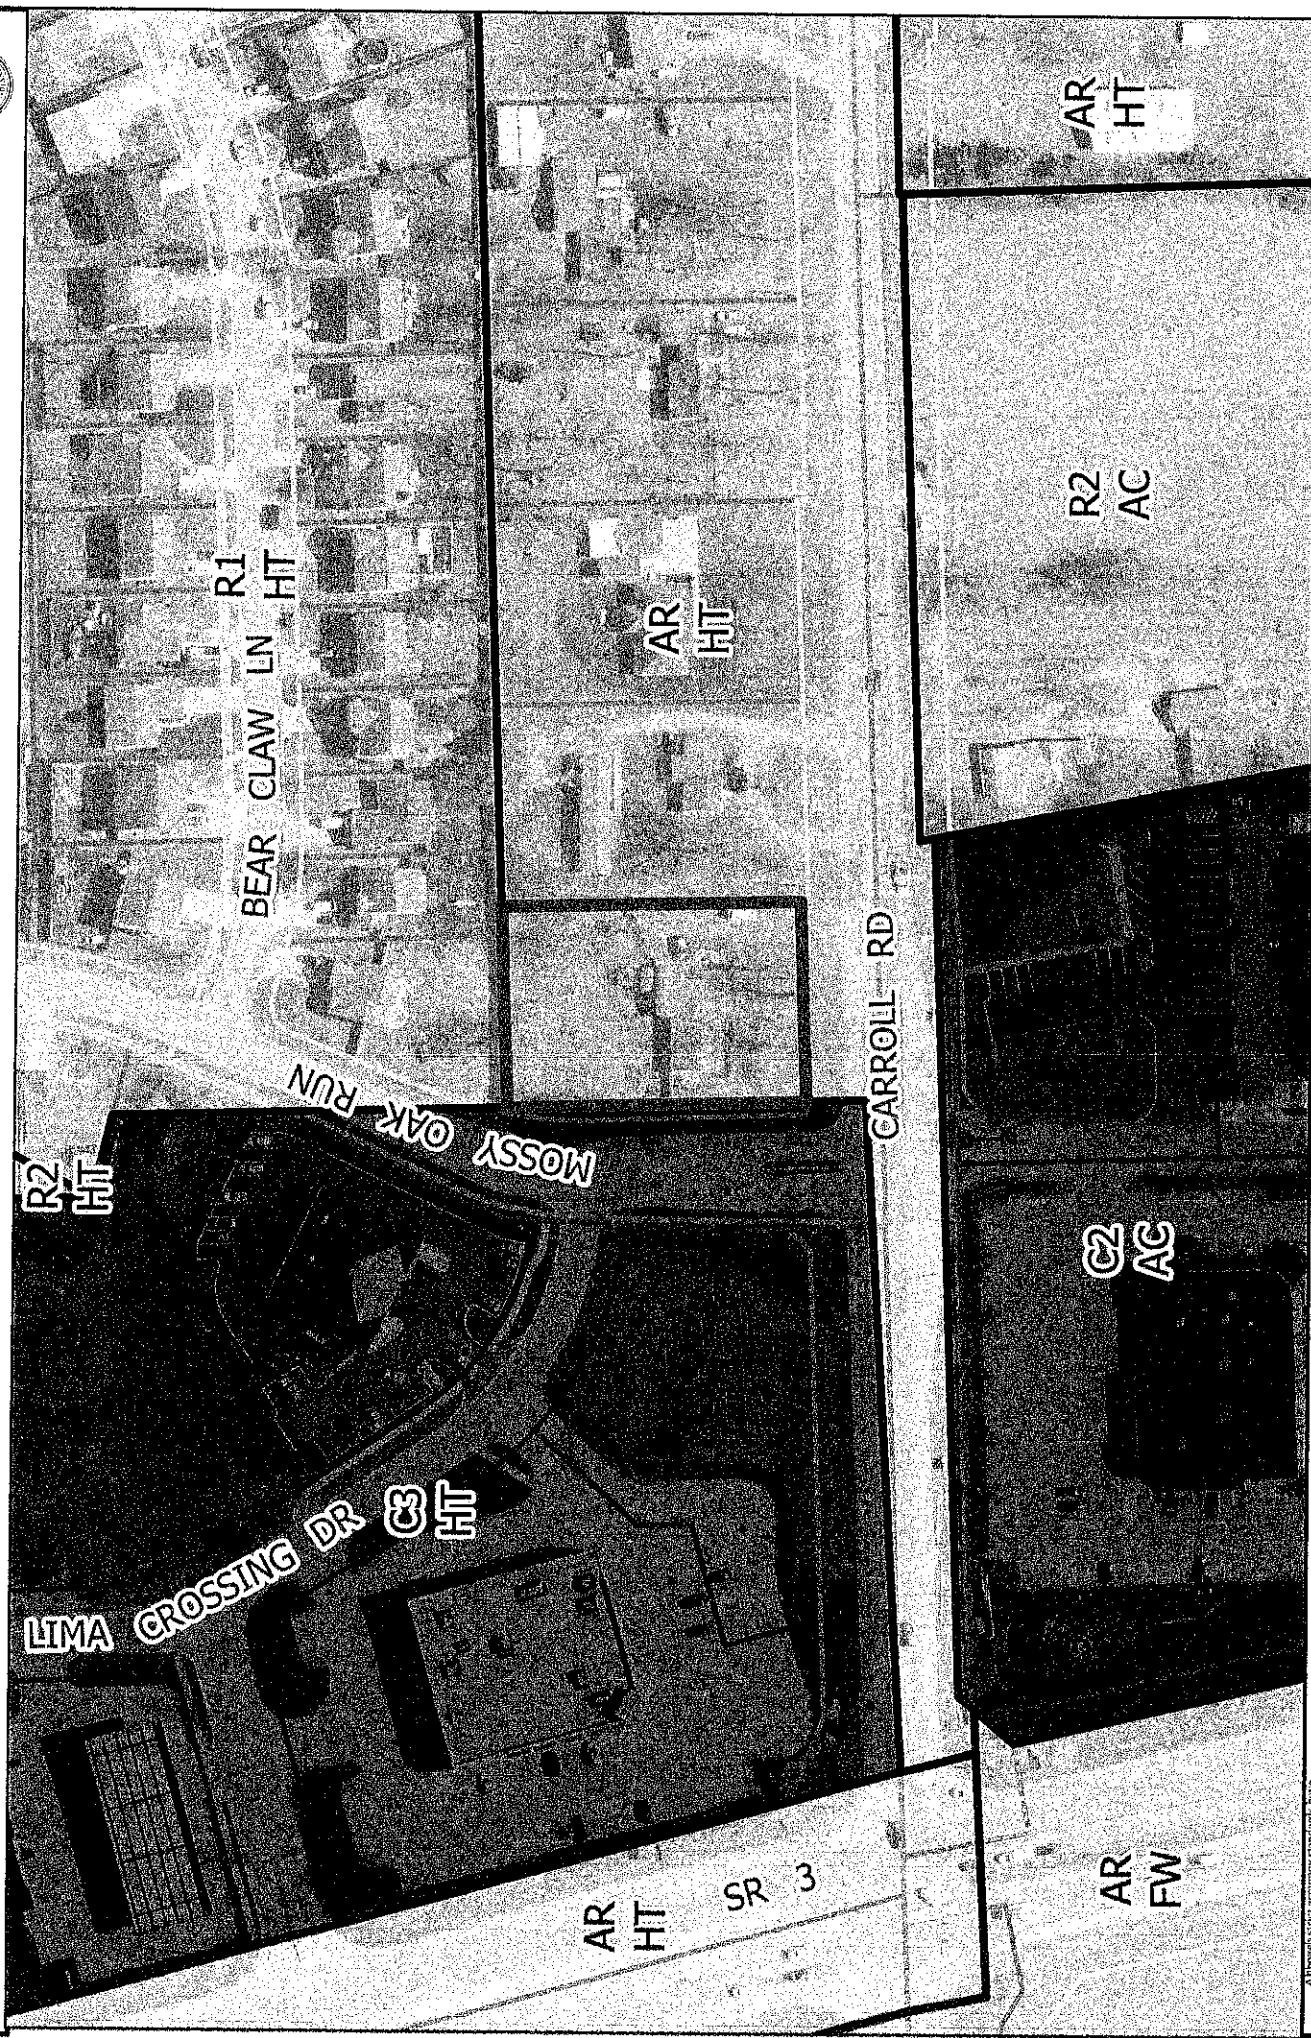 AR
HT
R1
HT
BEAR CLAW LN
R2
AC
AR
HT
CARROLL RD
MOSSY OAK RUN
R2
HT
C2
AC
C3
HT
LIMA CROSSING DR
SR 3
AR
HT
AR
FW